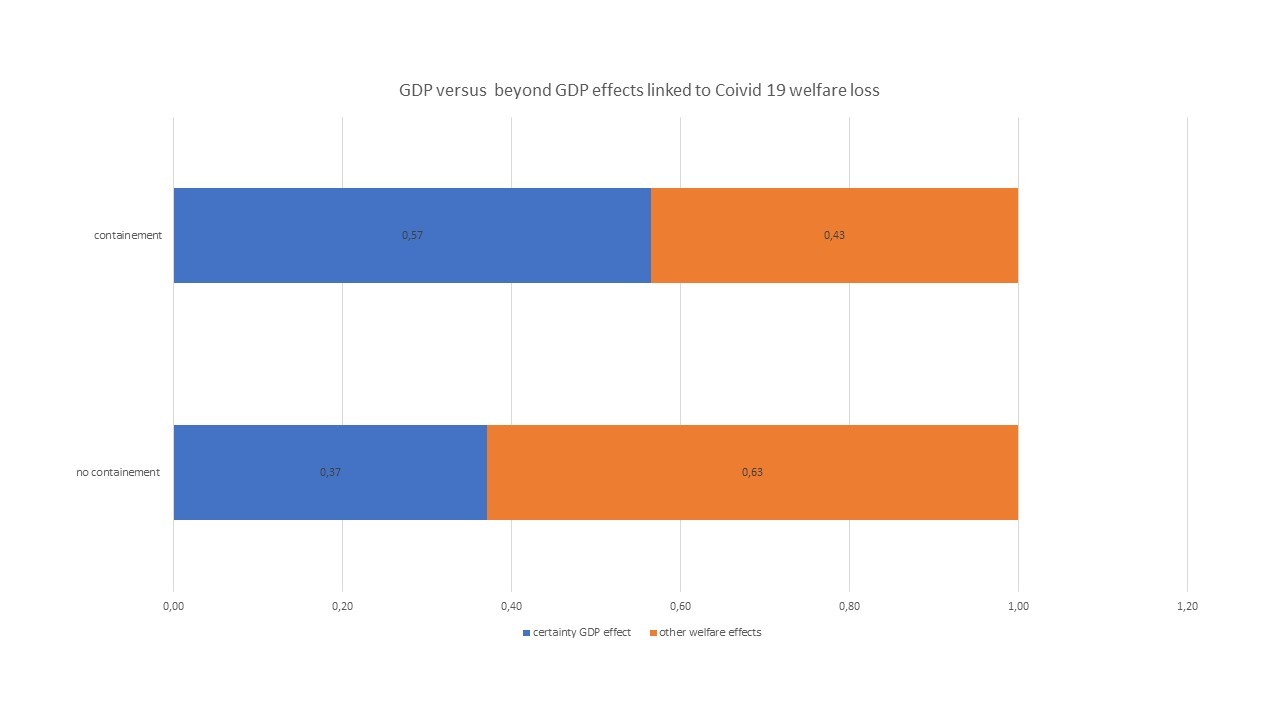 GDP versus  beyond GDP effects linked to Coivid 19 welfare loss
containement
0,57
0,43
no containement
0,37
0,63
0,00 0,20 0,40 0,60 0,80 1,00 1,20
certainty GDP effect other welfare effects